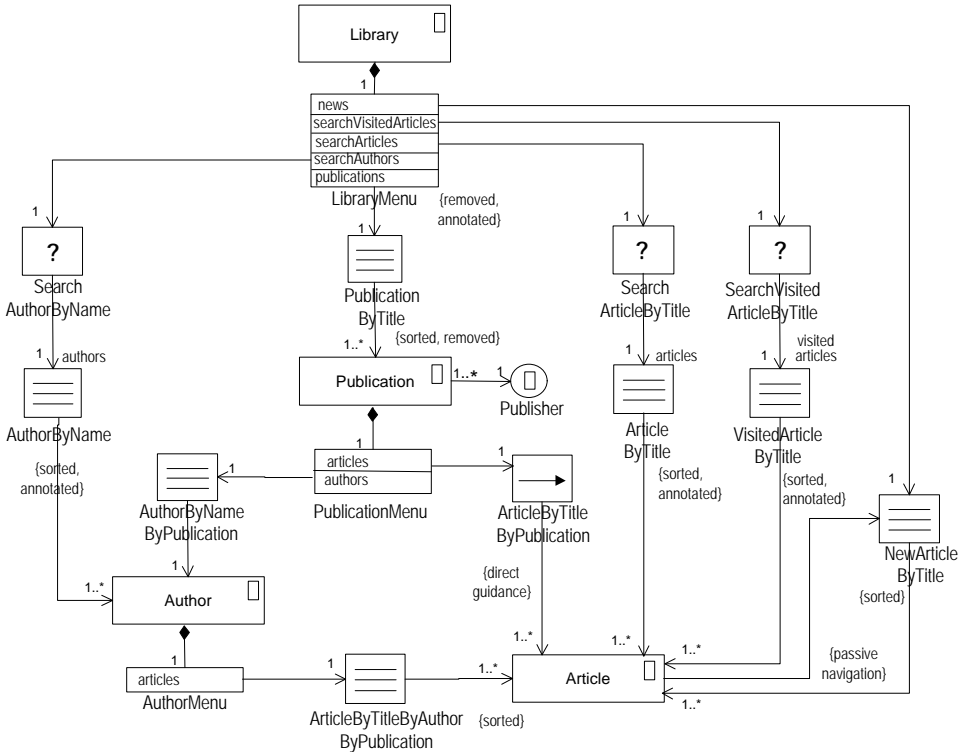 Library
1
news
searchVisitedArticles
searchArticles
searchAuthors
publications
LibraryMenu
{removed,
annotated}
1
?
Search
AuthorByName
1
Publication
ByTitle
1
?
Search
ArticleByTitle
1
?
SearchVisited
ArticleByTitle
1..*
{sorted, removed}
1
authors
AuthorByName
{sorted,
annotated}
Publication
1..*
1
Publisher
1
articles
Article
ByTitle
{sorted,
annotated}
1
visited
articles
VisitedArticle
ByTitle
{sorted,
annotated}
1
articles
authors
PublicationMenu
1
AuthorByName
ByPublication
1
ArticleByTitle
ByPublication
{direct
guidance}
1
NewArticle
ByTitle
{sorted}
1..*
1
Author
1..*
1..*
1..*
{passive
navigation}
1..*
1
articles
AuthorMenu
1
ArticleByTitleByAuthor
ByPublication
1..*
{sorted}
Article